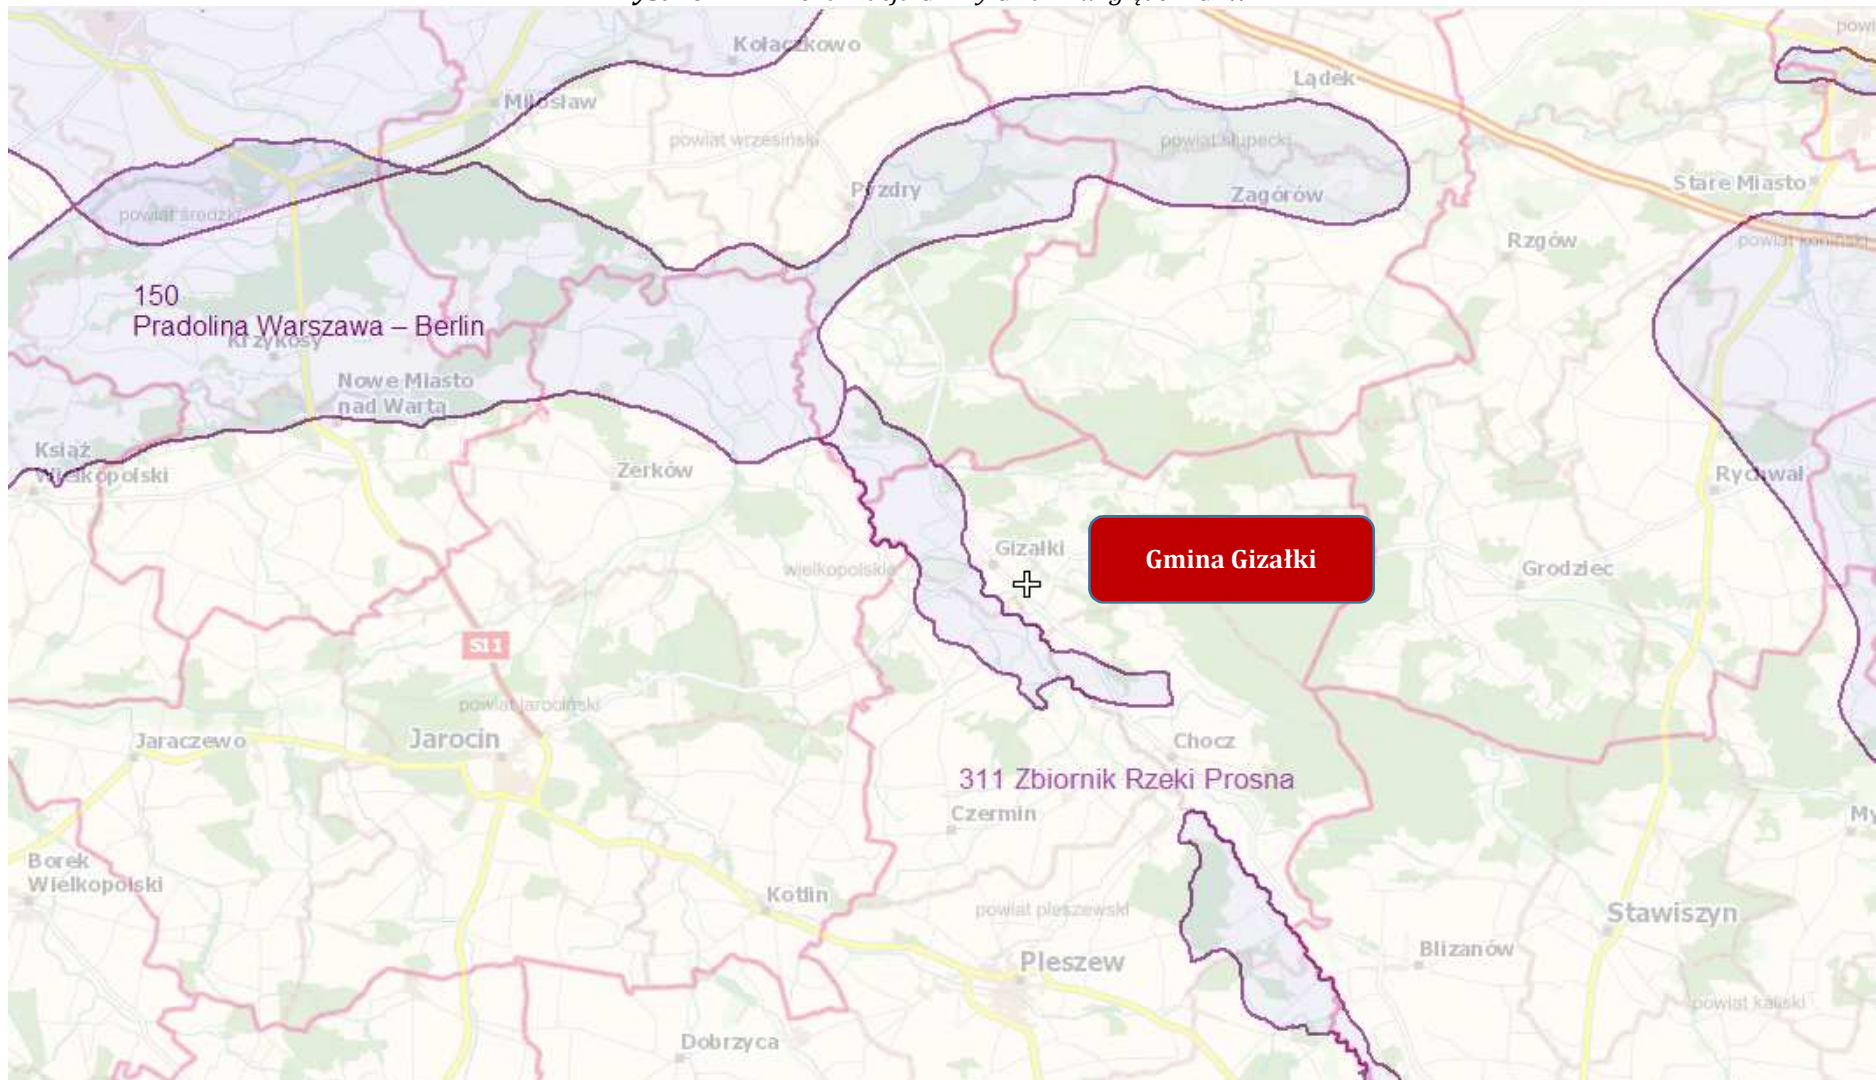 Kołaczkowo
Lądek
Miłosław
powiat wrzesiński
powiat słupecki
Stare Miasto
Pyzdry
Zagórów
powiat średzki
Rzgów
powiat koniński
150
Pradolina Warszawa – Berlin
Krzykosy
Nowe Miasto
nad Wartą
Książ
Wielkopolski
Żerków
Rychwał
Gizałki
Gmina Gizałki
wielkopolskie
Grodziec
S11
powiat jarociński
Jaraczewo
Jarocin
Chocz
311 Zbiornik Rzeki Prosna
Czermin
Borek
Wielkopolski
Kotlin
powiat pleszewski
Stawiszyn
Blizanów
Pleszew
powiat kaliski
Dobrzyca